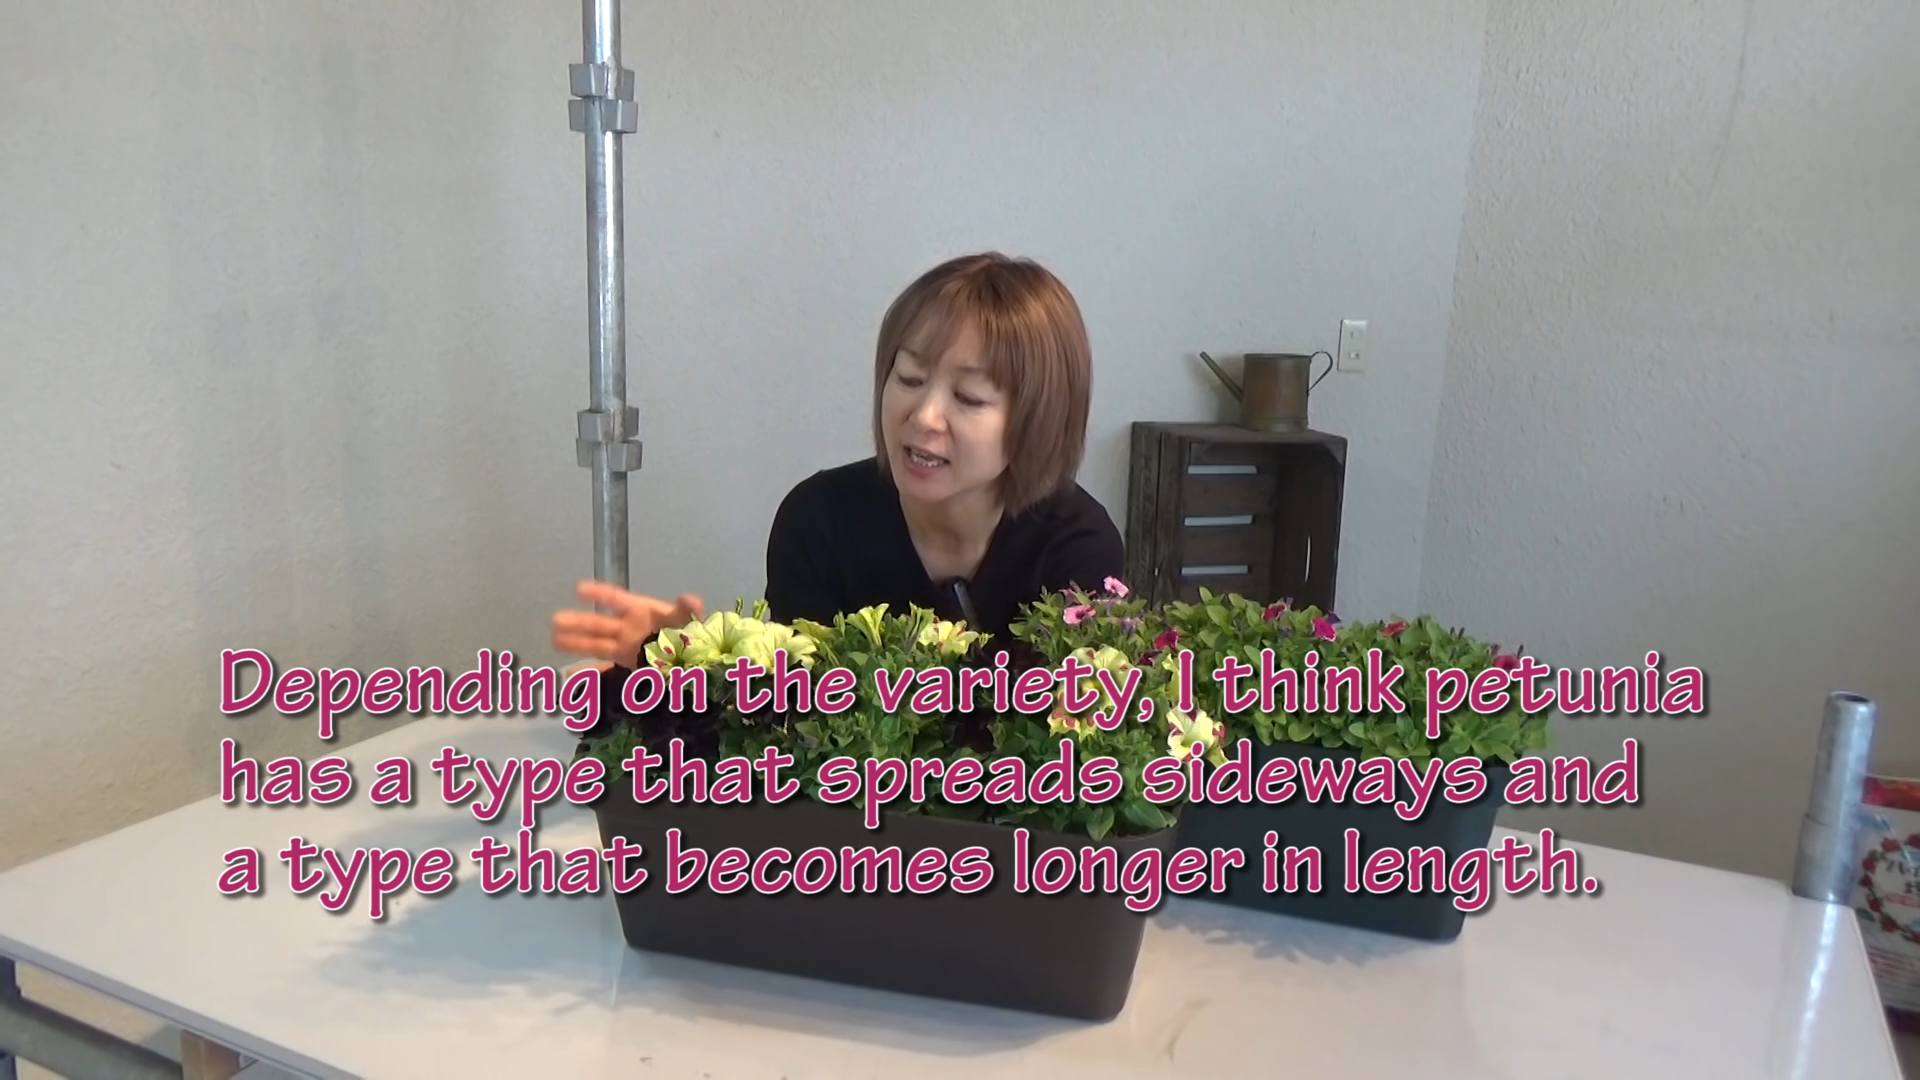 Depending on the variety, I think petunia
has a type that spreads sideways and
a type that becomes longer in length.